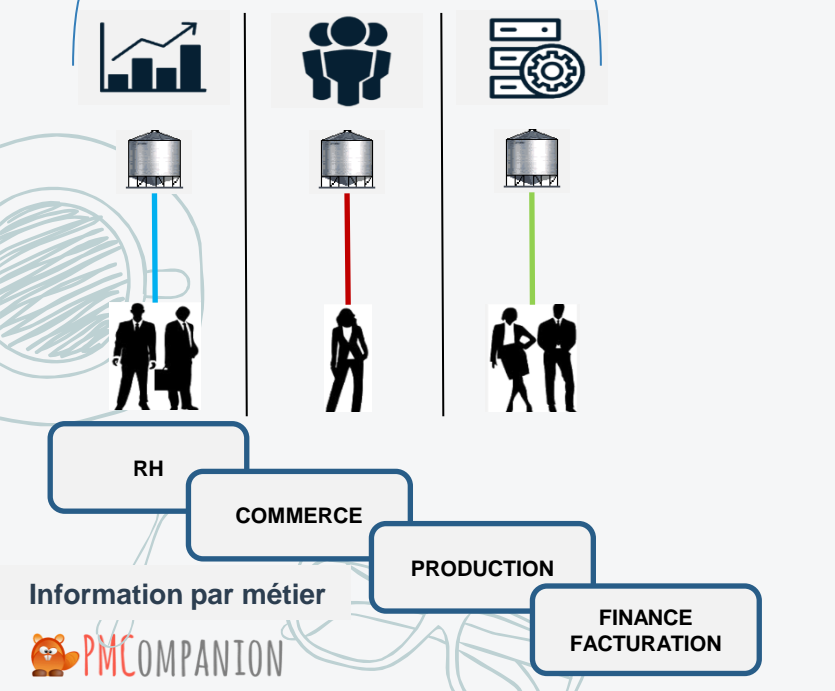 RH
COMMERCE
PRODUCTION
Information par métier
FINANCE
FACTURATION
PMCOMPANION